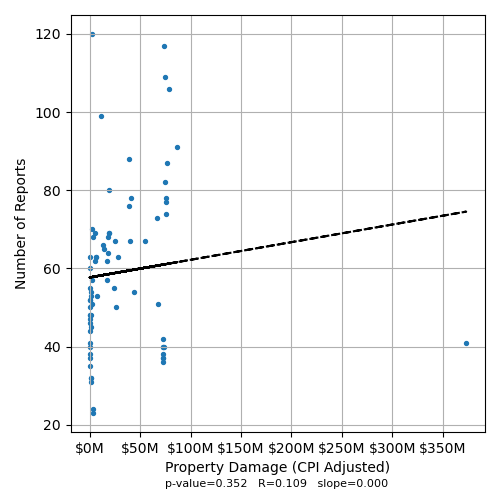 120
100
80
60
40
20
Number of Reports
$0M $50M $100M $150M $200M $250M $300M $350M
Property Damage (CPI Adjusted)
p-value=0.352 R=0.109 slope=0.000